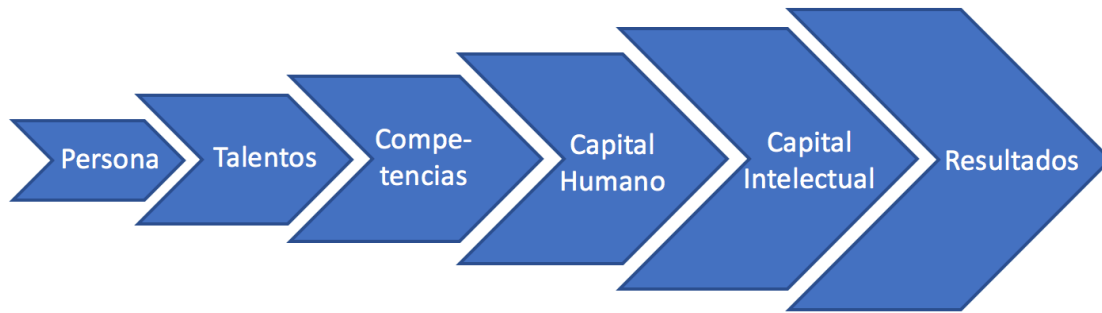 Persona
Talentos
Compe-
tencias
Capital
Humano
Capital
Intelectual
Resultados